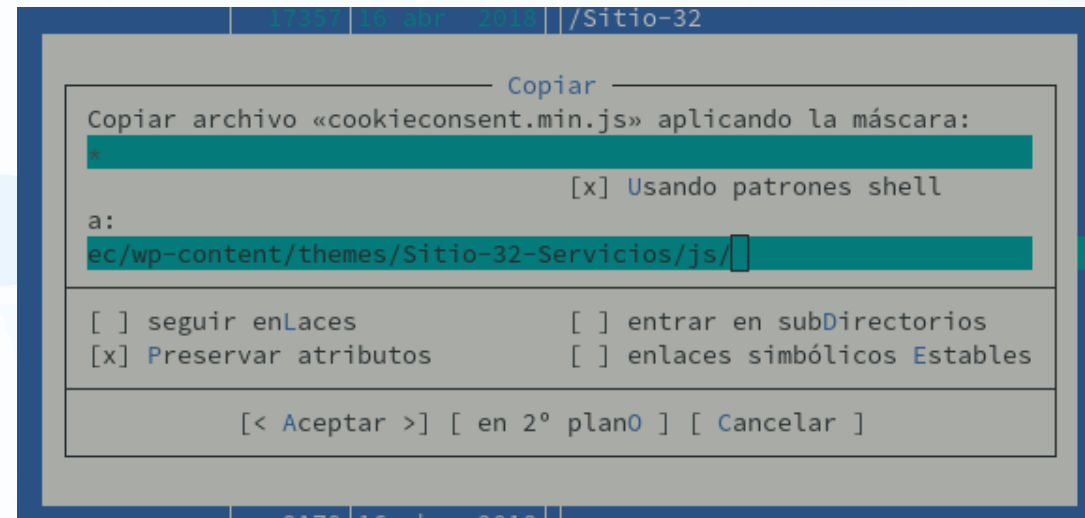 17357 16 abr 2018 /Sitio-32
Copiar
Copiar archivo «cookieconsent.min.js» aplicando la máscara:
*
[x] Usando patrones shell
a:
ec/wp-content/themes/Sitio-32-Servicios/js/
[ ] seguir enLaces [ ] entrar en subDirectorios
[x] Preservar atributos [ ] enlaces simbólicos Estables
[< Aceptar >] [ en 2º planO ] [ Cancelar ]